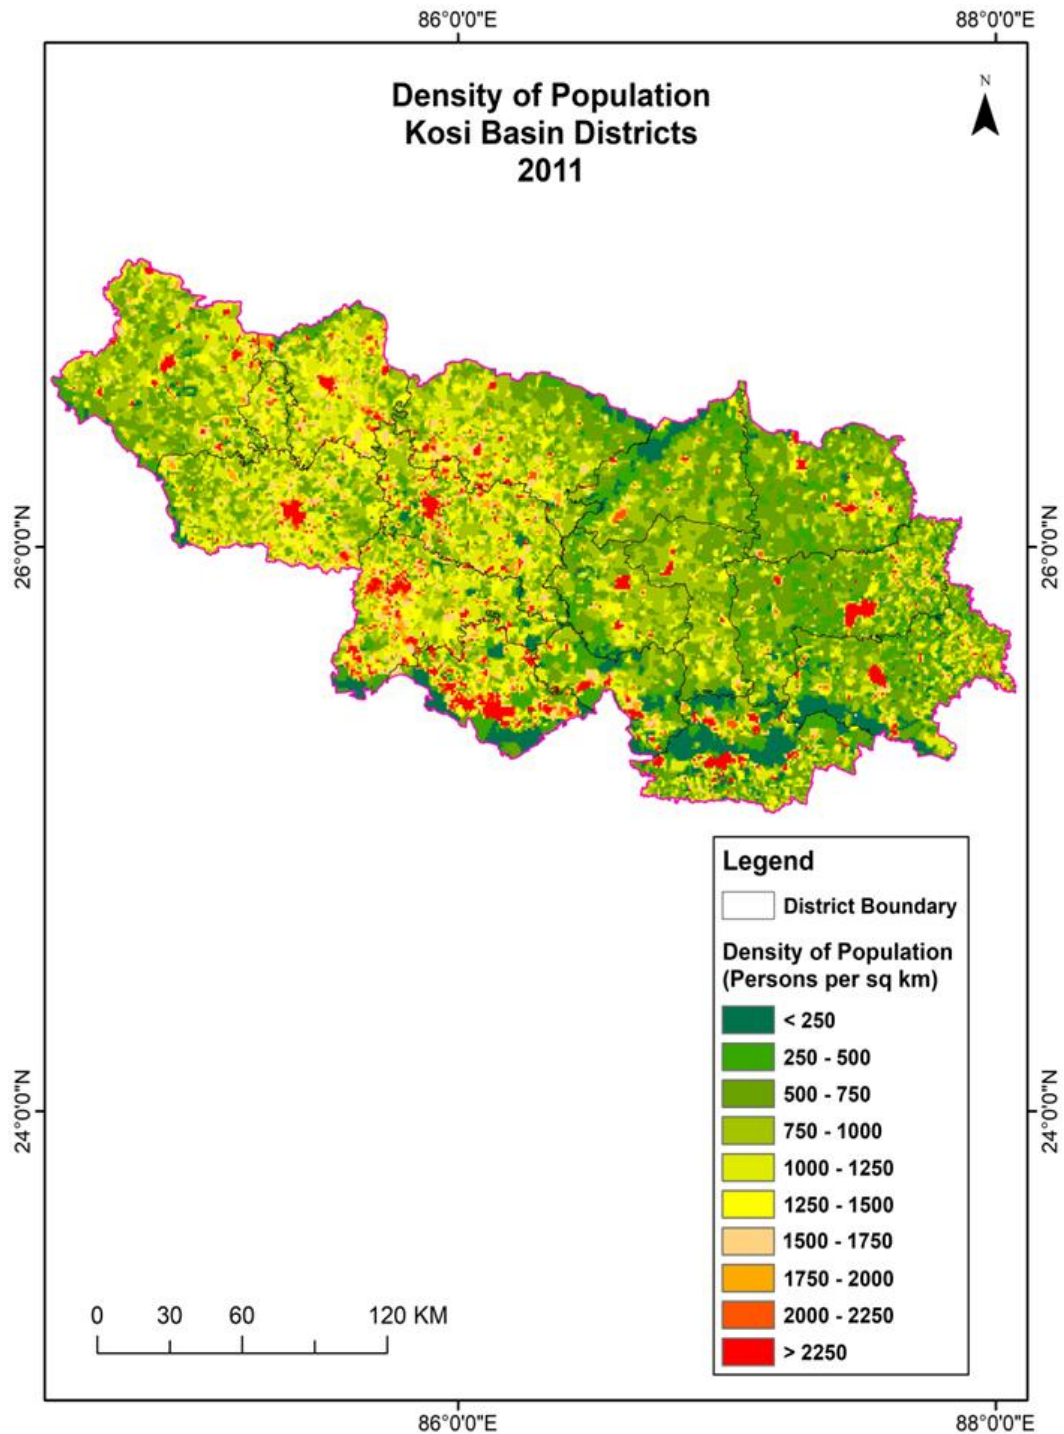 86°0'0"E 88°0'0"E
N
Density of Population
Kosi Basin Districts
2011
26°0'0"N 26°0'0"N
Legend
District Boundary
Density of Population
(Persons per sq km)
< 250
250 - 500
500 - 750
750 - 1000
1000 - 1250
1250 - 1500
1500 - 1750
1750 - 2000
2000 - 2250
> 2250
24°0'0"N 24°0'0"N
0 30 60 120 KM
86°0'0"E 88°0'0"E